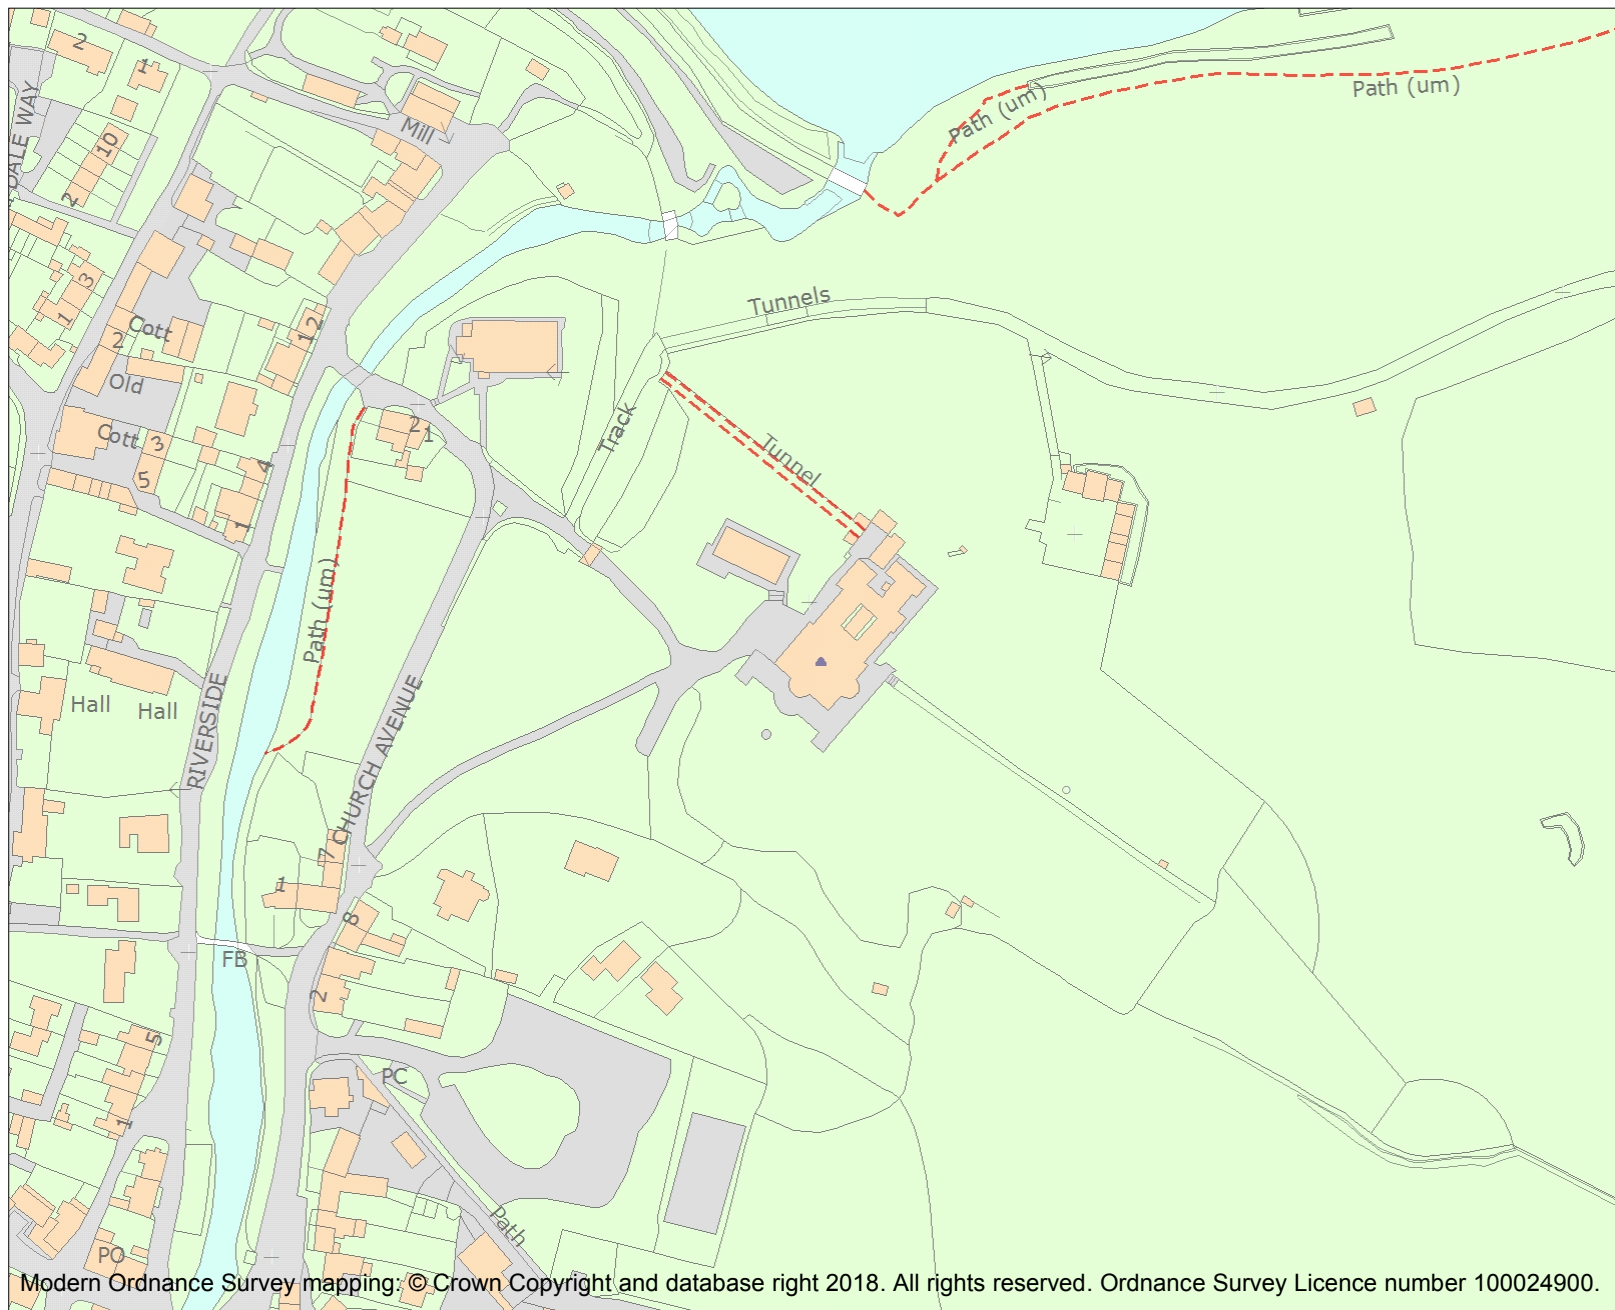 2
1
DALE WAY
10
2
Mill
Path (um)
Path (um)
3
1
Cott
2
12
Tunnels
Old
Cott
3
5
4
1
21
Track
Tunnel
Path (um)
Hall
Hall
RIVERSIDE
CHURCH AVENUE
7
1
8
FB
2
5
1
PC
Path
PO
Modern Ordnance Survey mapping: © Crown Copyright and database right 2018. All rights reserved. Ordnance Survey Licence number 100024900.